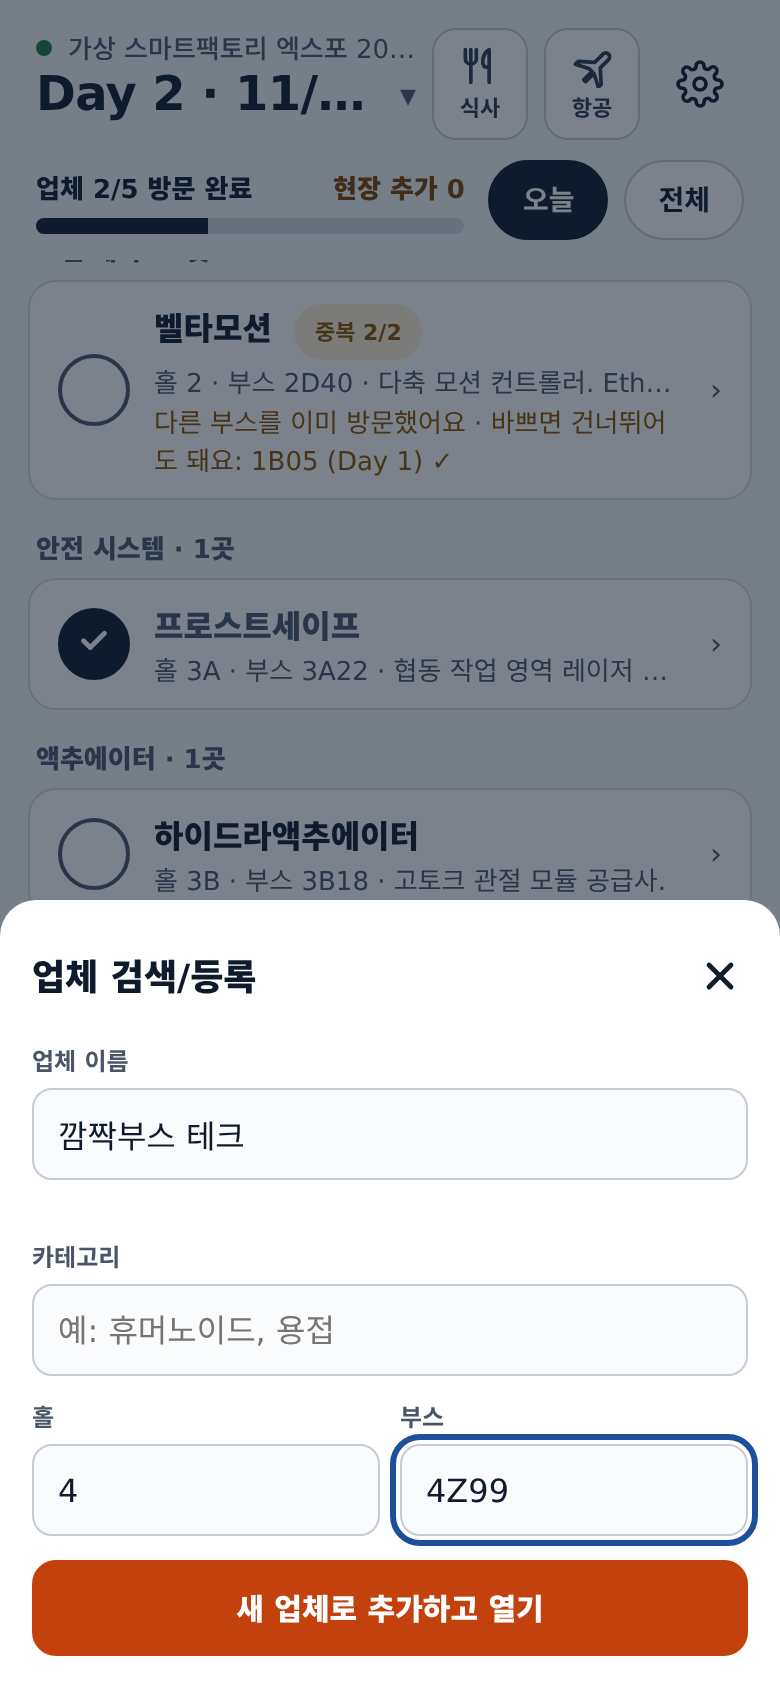 가상 스마트팩토리 엑스포 20…
Day 2 · 11/… ▾
식사
항공
업체 2/5 방문 완료
현장 추가 0
오늘
전체
벨타모션
중복 2/2
홀 2 · 부스 2D40 · 다축 모션 컨트롤러. Eth…
다른 부스를 이미 방문했어요 · 바쁘면 건너뛰어
도 돼요: 1B05 (Day 1) ✓
›
안전 시스템 · 1곳
프로스트세이프
홀 3A · 부스 3A22 · 협동 작업 영역 레이저 …
›
액추에이터 · 1곳
하이드라액추에이터
홀 3B · 부스 3B18 · 고토크 관절 모듈 공급사.
›
업체 검색/등록
업체 이름
깜짝부스 테크
카테고리
예: 휴머노이드, 용접
홀
부스
4
4Z99
새 업체로 추가하고 열기